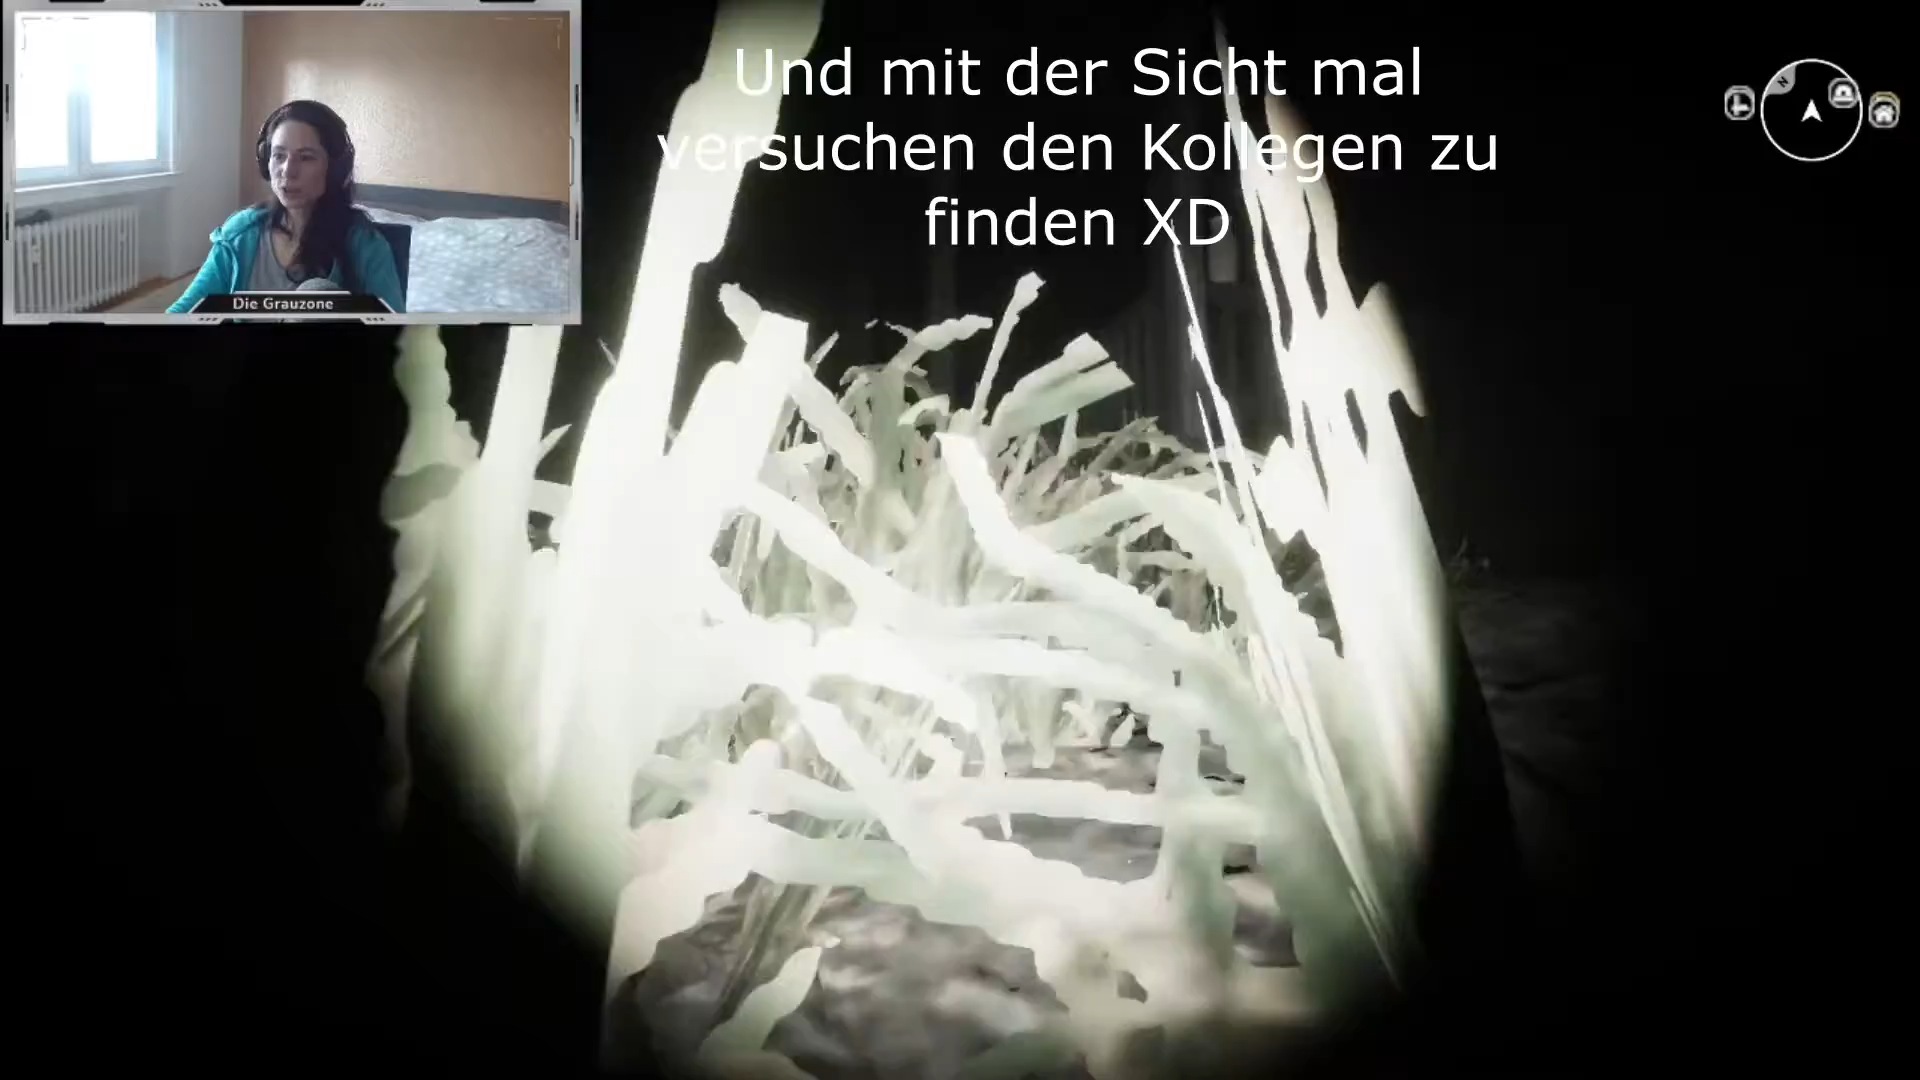 Und mit der Sicht mal
versuchen den Kollegen zu
finden XD
N
Die Grauzone